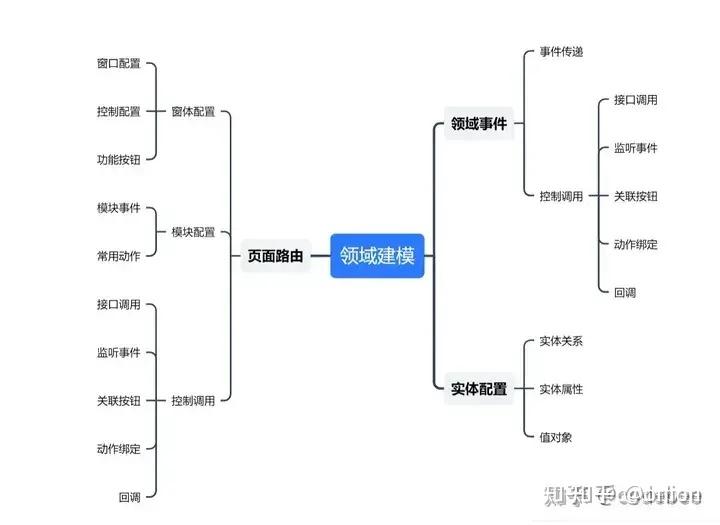 领域建模
页面路由
窗体配置
窗口配置
控制配置
功能按钮
模块配置
模块事件
常用动作
控制调用
接口调用
监听事件
关联按钮
动作绑定
回调
领域事件
事件传递
控制调用
接口调用
监听事件
关联按钮
动作绑定
回调
实体配置
实体关系
实体属性
值对象
知乎